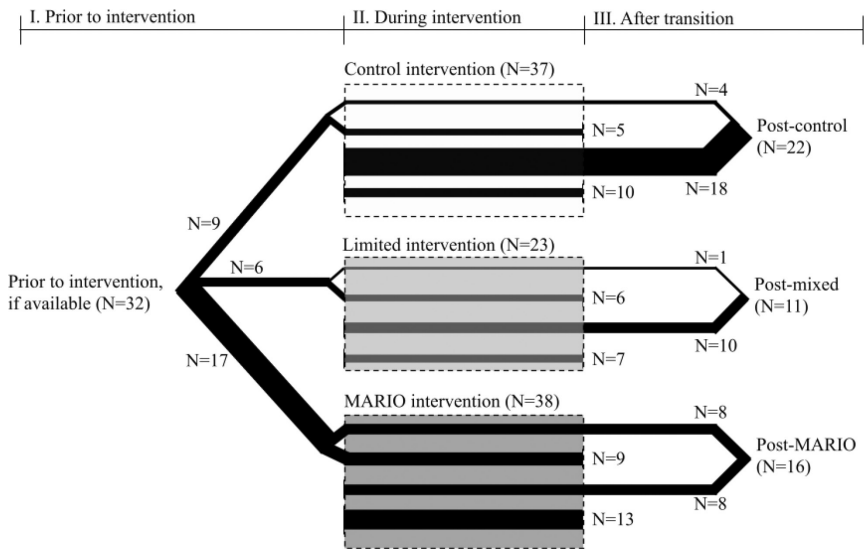 I. Prior to intervention
II. During intervention
III. After transition
Control intervention (N=37)
N=4
N=5
Post-control
(N=22)
N=18
N=10
N=9
Limited intervention (N=23)
N=1
N=6
Prior to intervention,
if available (N=32)
N=6
Post-mixed
(N=11)
N=10
N=7
N=17
MARIO intervention (N=38)
N=8
N=9
Post-MARIO
(N=16)
N=8
N=13